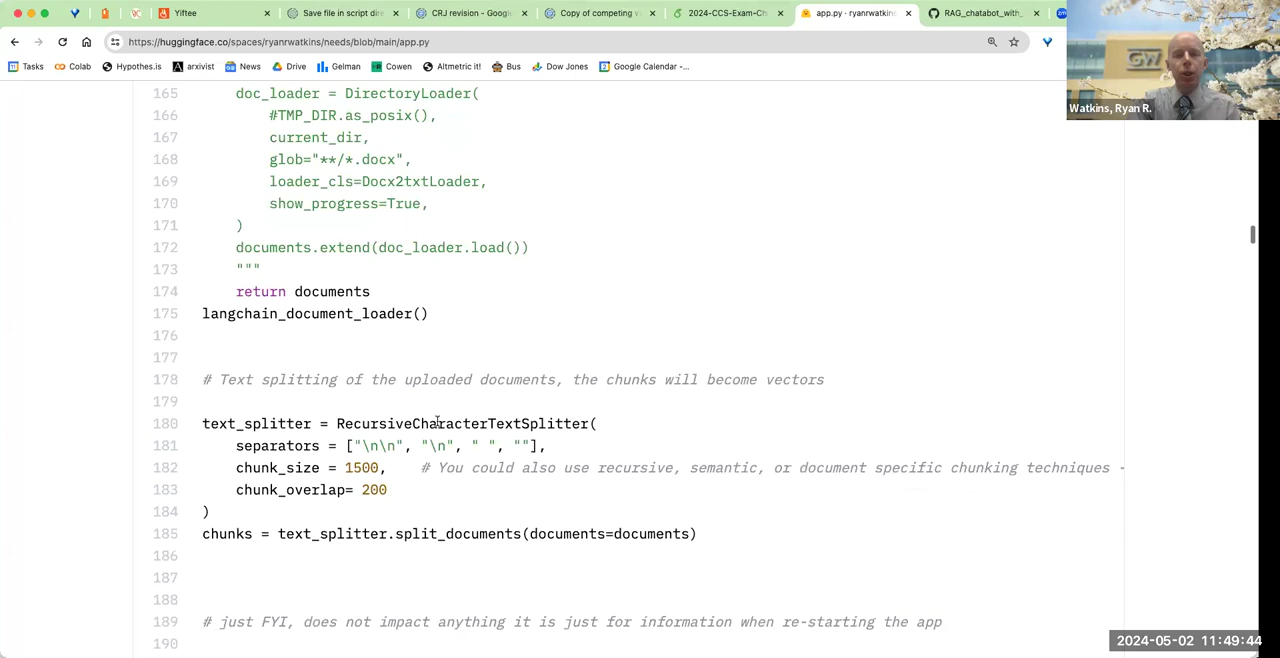 Yiftee
Save file in script dire
CRJ revision - Google
Copy of competing v
2024-CCS-Exam-Ch
app.py · ryanrwatkins
RAG_chatabot_with_
zm
https://huggingface.co/spaces/ryanrwatkins/needs/blob/main/app.py
Tasks
Colab
Hypothes.is
arxivist
News
Drive
Gelman
Cowen
Altmetric it!
Bus
Dow Jones
Google Calendar -...
GW
Watkins, Ryan R.
165 doc_loader = DirectoryLoader(
166 #TMP_DIR.as_posix(),
167 current_dir,
168 glob="**/*.docx",
169 loader_cls=Docx2txtLoader,
170 show_progress=True,
171 )
172 documents.extend(doc_loader.load())
173 """
174 return documents
175 langchain_document_loader()
176
177
178 # Text splitting of the uploaded documents, the chunks will become vectors
179
180 text_splitter = RecursiveCharacterTextSplitter(
181 separators = ["\n\n", "\n", " ", ""],
182 chunk_size = 1500, # You could also use recursive, semantic, or document specific chunking techniques -
183 chunk_overlap= 200
184 )
185 chunks = text_splitter.split_documents(documents=documents)
186
187
188
189 # just FYI, does not impact anything it is just for information when re-starting the app
190
2024-05-02 11:49:44